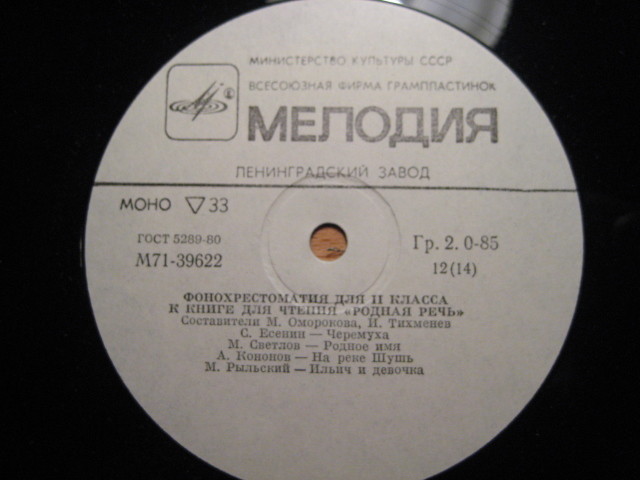 МИНИСТЕРСТВО КУЛЬТУРЫ СССР
ВСЕСОЮЗНАЯ ФИРМА ГРАМПЛАСТИНОК
МЕЛОДИЯ
ЛЕНИНГРАДСКИЙ ЗАВОД
МОНО ▽33
ГОСТ 5289-80
М71-39622
Гр. 2. 0-85
12(14)
ФОНОХРЕСТОМАТИЯ ДЛЯ II КЛАССА
К КНИГЕ ДЛЯ ЧТЕНИЯ «РОДНАЯ РЕЧЬ»
Составители М. Оморокова, И. Тихменев
С. Есенин — Черемуха
М. Светлов — Родное имя
А. Кононов — На реке Шушь
М. Рыльский — Ильич и девочка